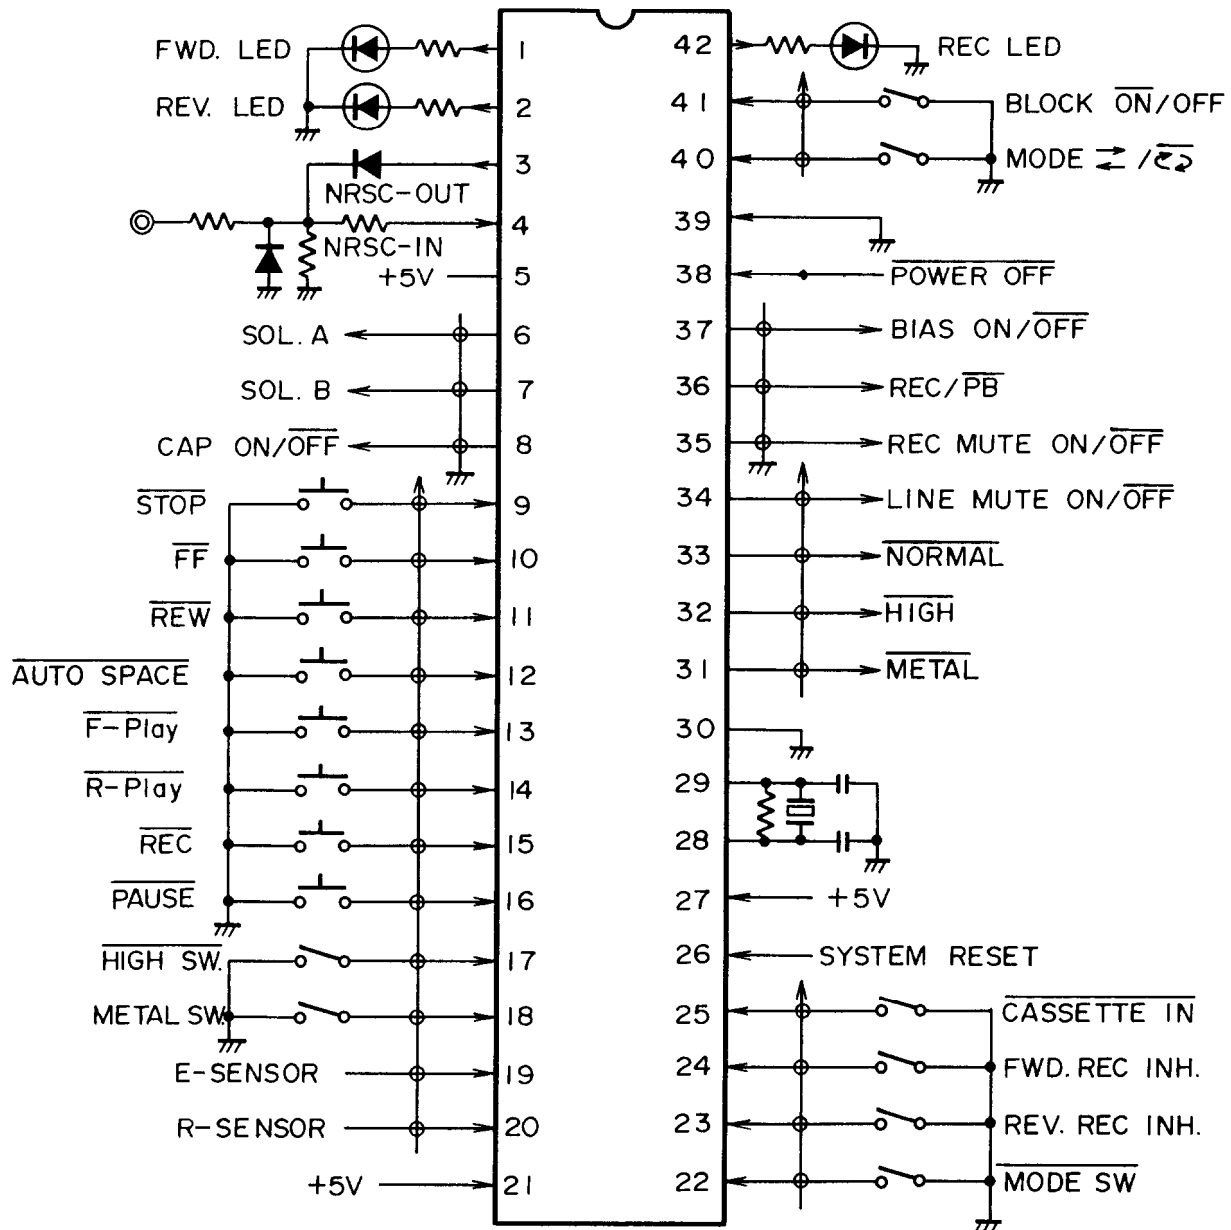 FWD. LED 1
REV. LED 2
3
NRSC-OUT
4
NRSC-IN
+5V 5
SOL. A 6
SOL. B 7
CAP ON/OFF 8
STOP 9
FF 10
REW 11
AUTO SPACE 12
F-Play 13
R-Play 14
REC 15
PAUSE 16
HIGH SW. 17
METAL SW. 18
E-SENSOR 19
R-SENSOR 20
+5V 21
42 REC LED
41 BLOCK ON/OFF
40 MODE ⇄ /
39
38 POWER OFF
37 BIAS ON/OFF
36 REC/PB
35 REC MUTE ON/OFF
34 LINE MUTE ON/OFF
33 NORMAL
32 HIGH
31 METAL
30
29
28
27 +5V
26 SYSTEM RESET
25 CASSETTE IN
24 FWD. REC INH.
23 REV. REC INH.
22 MODE SW